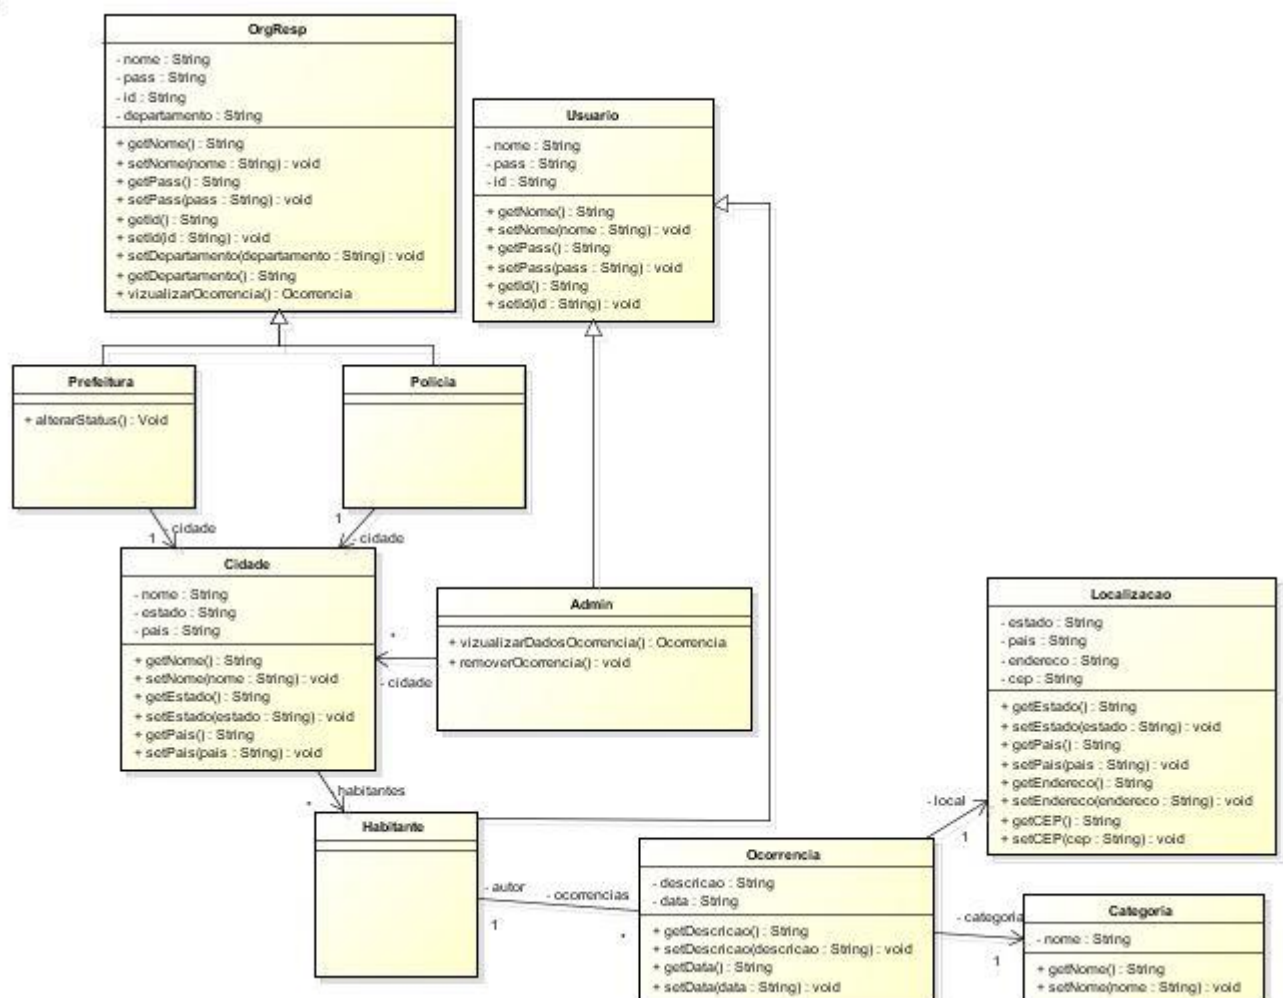 OrgResp
- nome : String
- pass : String
- id : String
- departamento : String
+ getNome() : String
+ setNome(nome : String) : void
+ getPass() : String
+ setPass(pass : String) : void
+ getId() : String
+ setId(id : String) : void
+ setDepartamento(departamento : String) : void
+ getDepartamento() : String
+ vizualizarOcorrencia() : Ocorrencia
Usuario
- nome : String
- pass : String
- id : String
+ getNome() : String
+ setNome(nome : String) : void
+ getPass() : String
+ setPass(pass : String) : void
+ getId() : String
+ setId(id : String) : void
Prefeitura
+ alterarStatus() : Void
Policia
- cidade
1
1
- cidade
Cidade
- nome : String
- estado : String
- pais : String
+ getNome() : String
+ setNome(nome : String) : void
+ getEstado() : String
+ setEstado(estado : String) : void
+ getPais() : String
+ setPais(pais : String) : void
Admin
+ vizualizarDadosOcorrencia() : Ocorrencia
+ removerOcorrencia() : void
*
- cidade
habitantes
*
Habitante
- autor
1
- ocorrencias
*
Ocorrencia
- descricao : String
- data : String
+ getDescricao() : String
+ setDescricao(descricao : String) : void
+ getData() : String
+ setData(data : String) : void
- local
1
Localizacao
- estado : String
- pais : String
- endereco : String
- cep : String
+ getEstado() : String
+ setEstado(estado : String) : void
+ getPais() : String
+ setPais(pais : String) : void
+ getEndereco() : String
+ setEndereco(endereco : String) : void
+ getCEP() : String
+ setCEP(cep : String) : void
- categoria
1
Categoria
- nome : String
+ getNome() : String
+ setNome(nome : String) : void